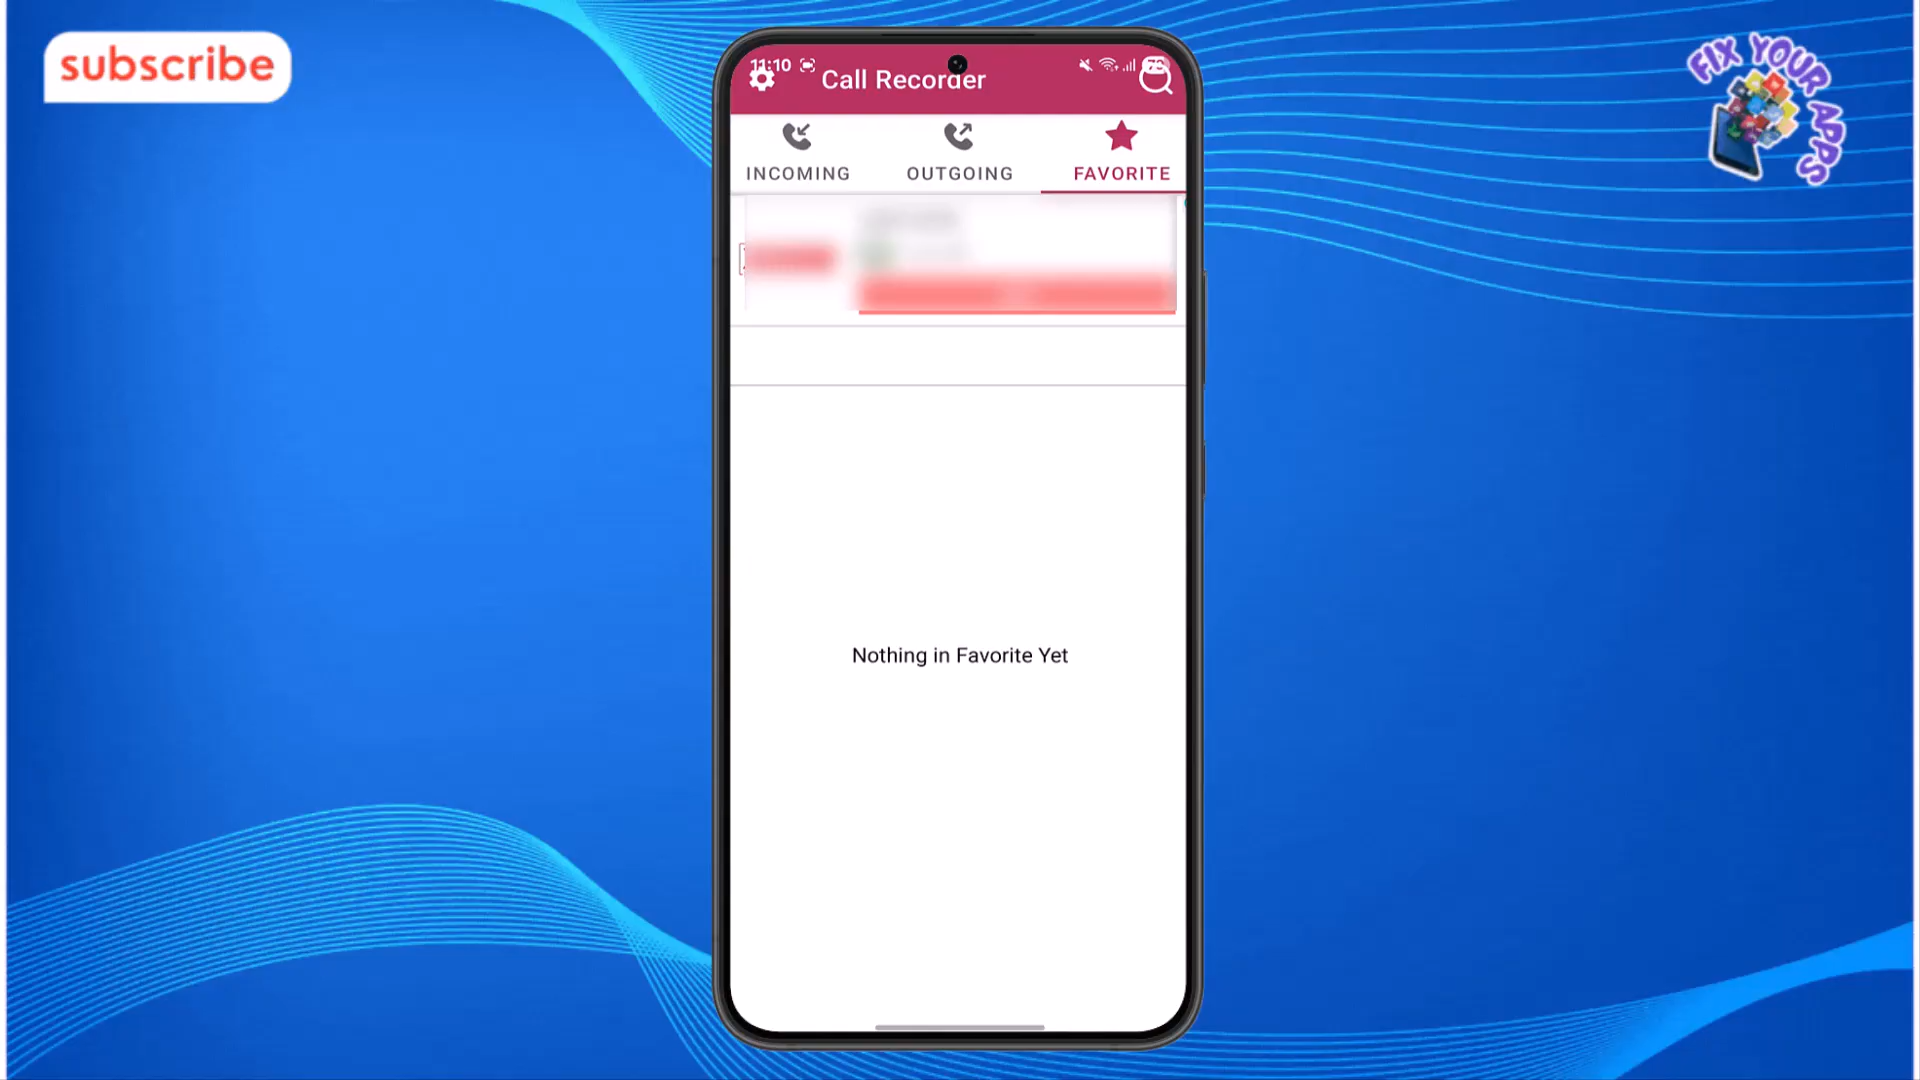 subscribe
FIX YOUR APPS
11:10
Call Recorder
INCOMING
OUTGOING
FAVORITE
Nothing in Favorite Yet